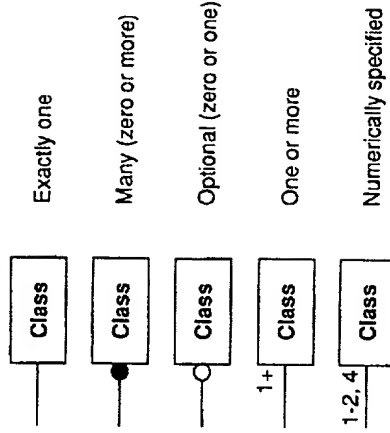 Class Exactly one
Class Many (zero or more)
Class Optional (zero or one)
1+ Class One or more
1-2, 4 Class Numerically specified